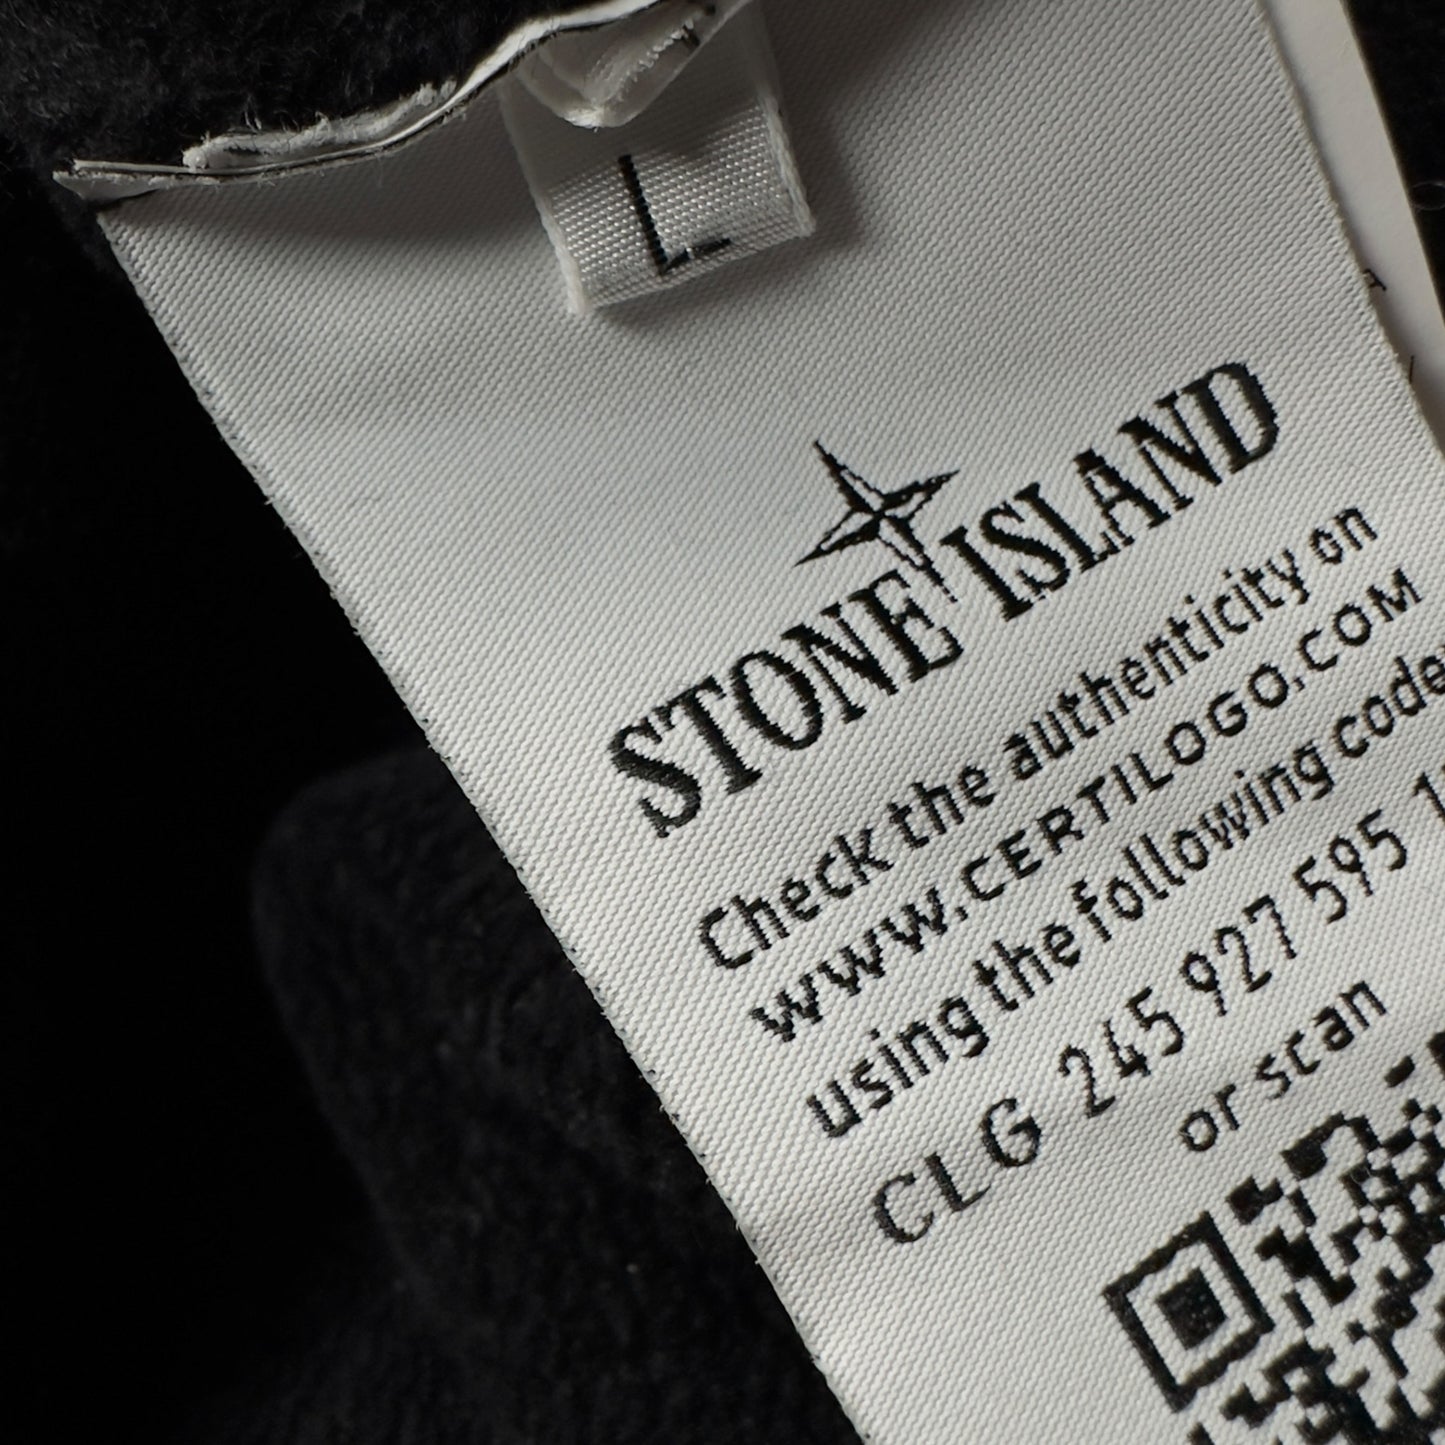 L
STONE ISLAND
Check the authenticity on
WWW.CERTILOGO.COM
using the following code
CLG 245 927 595 1
or scan